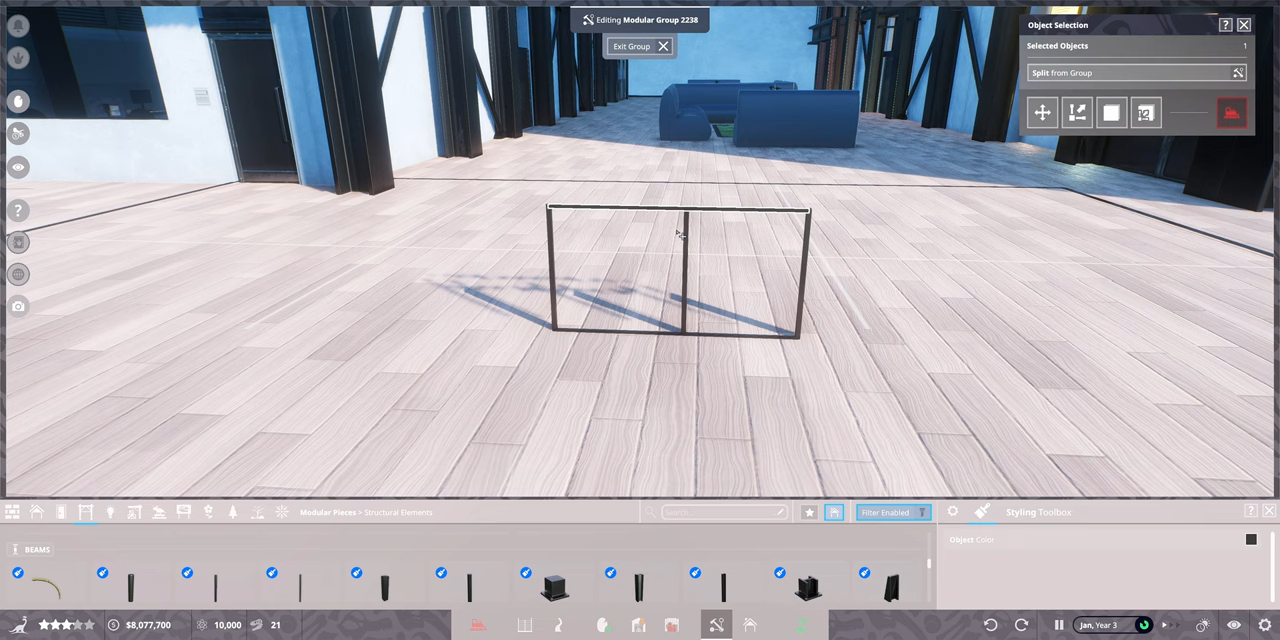 Editing Modular Group 2238
Exit Group
Object Selection
?
Selected Objects 1
Split from Group
?
Modular Pieces > Structural Elements
Search...
Filter Enabled
Styling Toolbox
?
BEAMS
Object Color
$8,077,700
10,000
21
Jan, Year 3